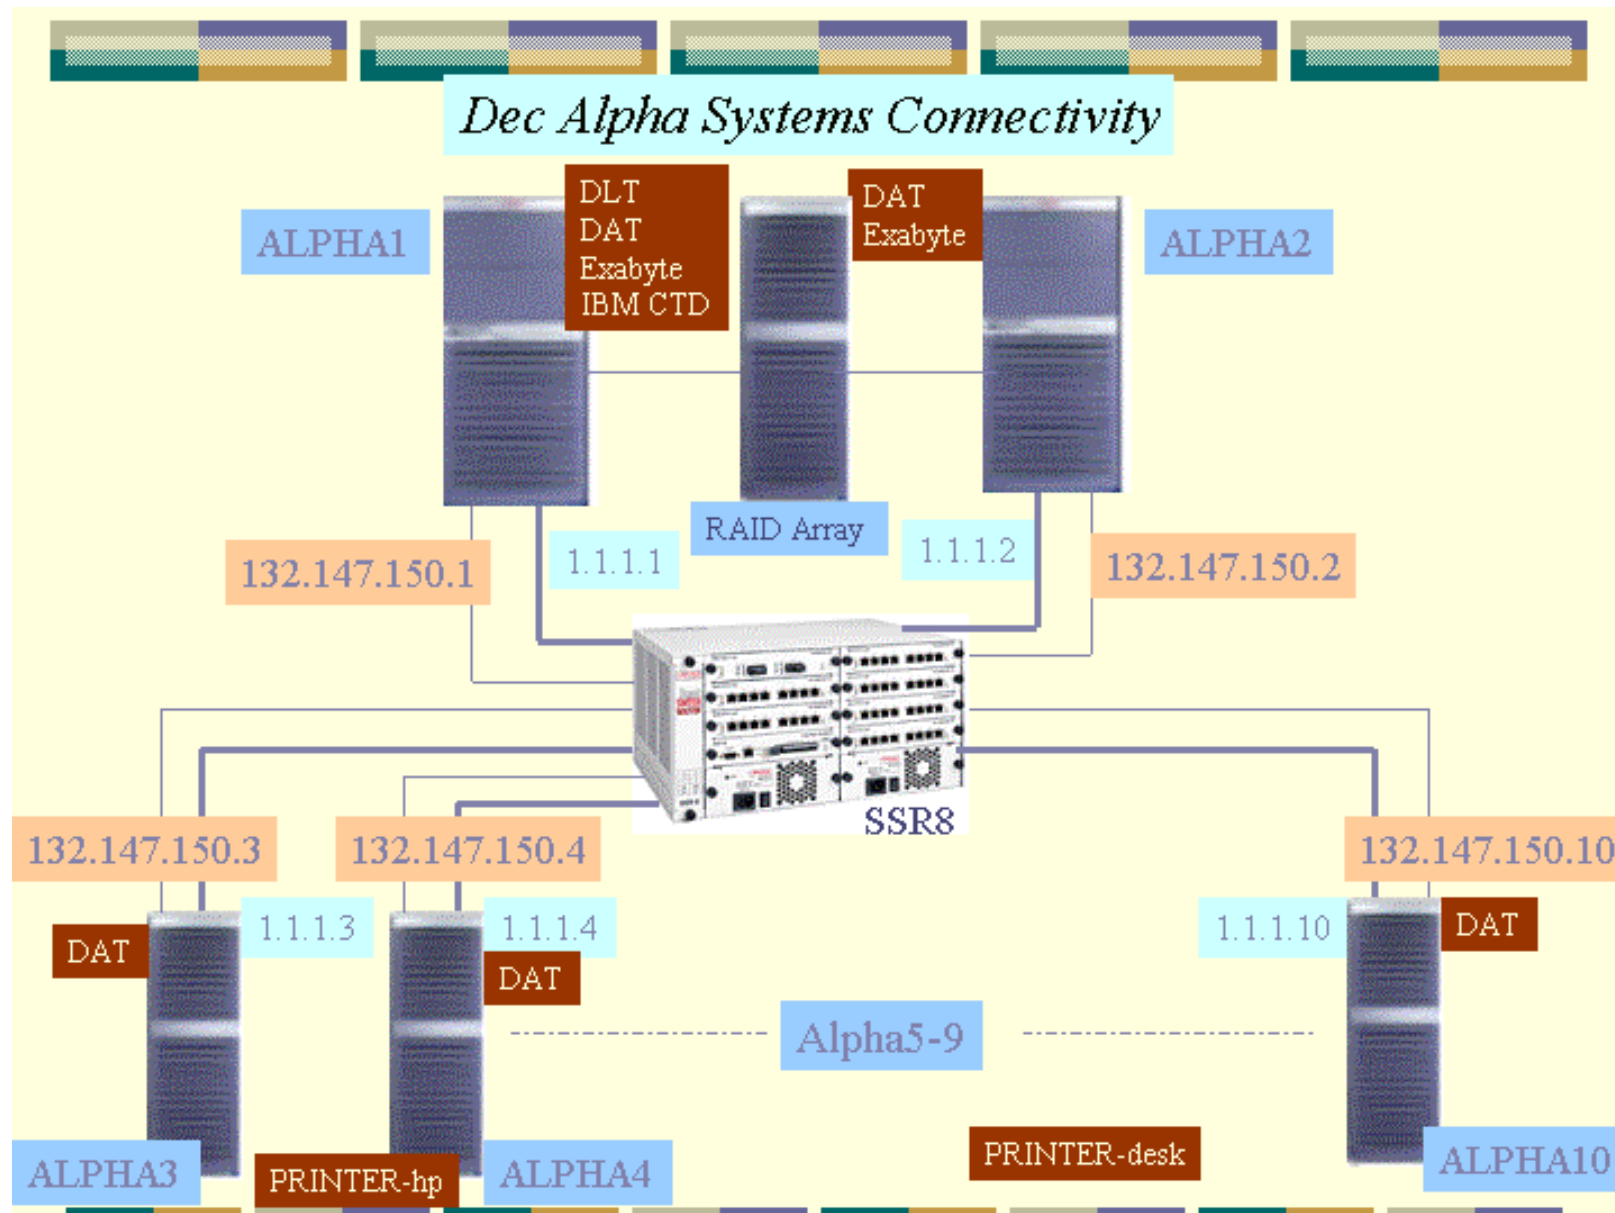 Dec Alpha Systems Connectivity
ALPHA1
DLT
DAT
Exabyte
IBM CTD
DAT
Exabyte
ALPHA2
RAID Array
132.147.150.1
1.1.1.1
1.1.1.2
132.147.150.2
SSR8
132.147.150.3
132.147.150.4
132.147.150.10
1.1.1.3
1.1.1.4
1.1.1.10
DAT
DAT
DAT
Alpha5-9
ALPHA3
PRINTER-hp
ALPHA4
PRINTER-desk
ALPHA10